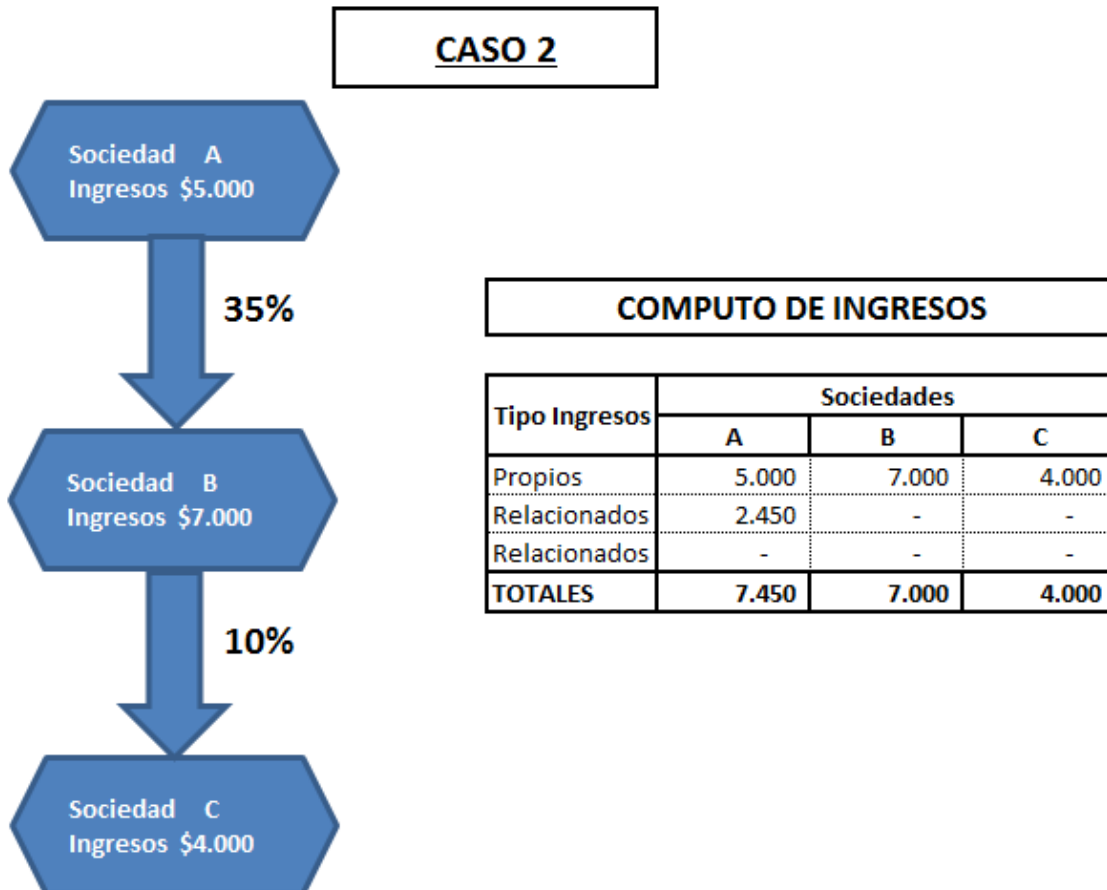 CASO 2
Sociedad A
Ingresos $5.000
35%
Sociedad B
Ingresos $7.000
10%
Sociedad C
Ingresos $4.000
COMPUTO DE INGRESOS
Tipo Ingresos Sociedades
A B C
Propios 5.000 7.000 4.000
Relacionados 2.450 - -
Relacionados - - -
TOTALES 7.450 7.000 4.000